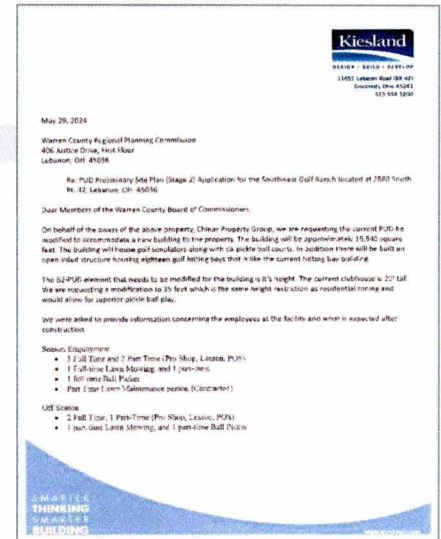 Kiesland
DESIGN • BUILD • DEVELOP
11451 Lebanon Road (SR 42)
Cincinnati, Ohio 45241
513 554 1200
May 29, 2024
Warren County Regional Planning Commission
406 Justice Drive, First Floor
Lebanon, OH 45036
Re: PUD Preliminary Site Plan (Stage 2) Application for the Southwest Golf Ranch located at 2880 South
Rt. 42, Lebanon, OH 45036
Dear Members of the Warren County Board of Commissioners,
On behalf of the owners of the above property, Chinar Property Group, we are requesting the current PUD be
modified to accommodate a new building to the property. The building will be approximately 15,540 square
feet. The building will house golf simulators along with six pickle ball courts. In addition there will be built an
open sided structure housing eighteen golf hitting bays that is like the current hitting bay building.
The B2-PUD element that needs to be modified for the building is it's height. The current clubhouse is 20' tall.
We are requesting a modification to 35 feet which is the same height restriction as residential zoning and
would allow for superior pickle ball play.
We were asked to provide information concerning the employees at the facility and what is expected after
construction
Season Employment
• 3 Full Time and 2 Part Time (Pro Shop, Lesson, POS)
• 1 Full-time Lawn Mowing, and 1 part-time
• 1 full time Ball Picker
• Part Time Lawn Maintenance person (Contractor)
Off Season
• 2 Full Time, 1 Part-Time (Pro Shop, Lesson, POS)
• 1 part-time Lawn Mowing, and 1 part-time Ball Picker
SMARTER
THINKING
SMARTER
BUILDING